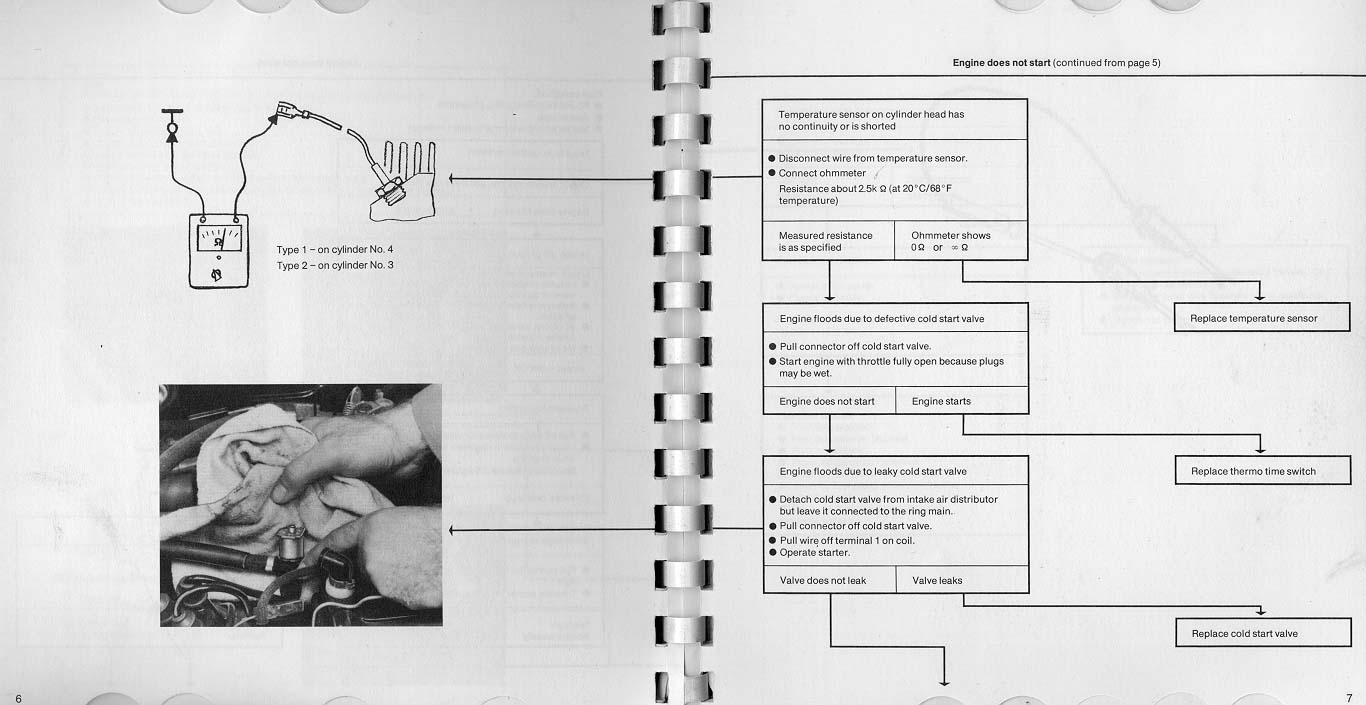 Ω
Type 1 – on cylinder No. 4
Type 2 – on cylinder No. 3
6
Engine does not start (continued from page 5)
Temperature sensor on cylinder head has
no continuity or is shorted
● Disconnect wire from temperature sensor.
● Connect ohmmeter
Resistance about 2.5k Ω (at 20°C/68°F
temperature)
Measured resistance
is as specified
Ohmmeter shows
0 Ω or ∞ Ω
Replace temperature sensor
Engine floods due to defective cold start valve
● Pull connector off cold start valve.
● Start engine with throttle fully open because plugs
may be wet.
Engine does not start
Engine starts
Replace thermo time switch
Engine floods due to leaky cold start valve
● Detach cold start valve from intake air distributor
but leave it connected to the ring main.
● Pull connector off cold start valve.
● Pull wire off terminal 1 on coil.
● Operate starter.
Valve does not leak
Valve leaks
Replace cold start valve
7